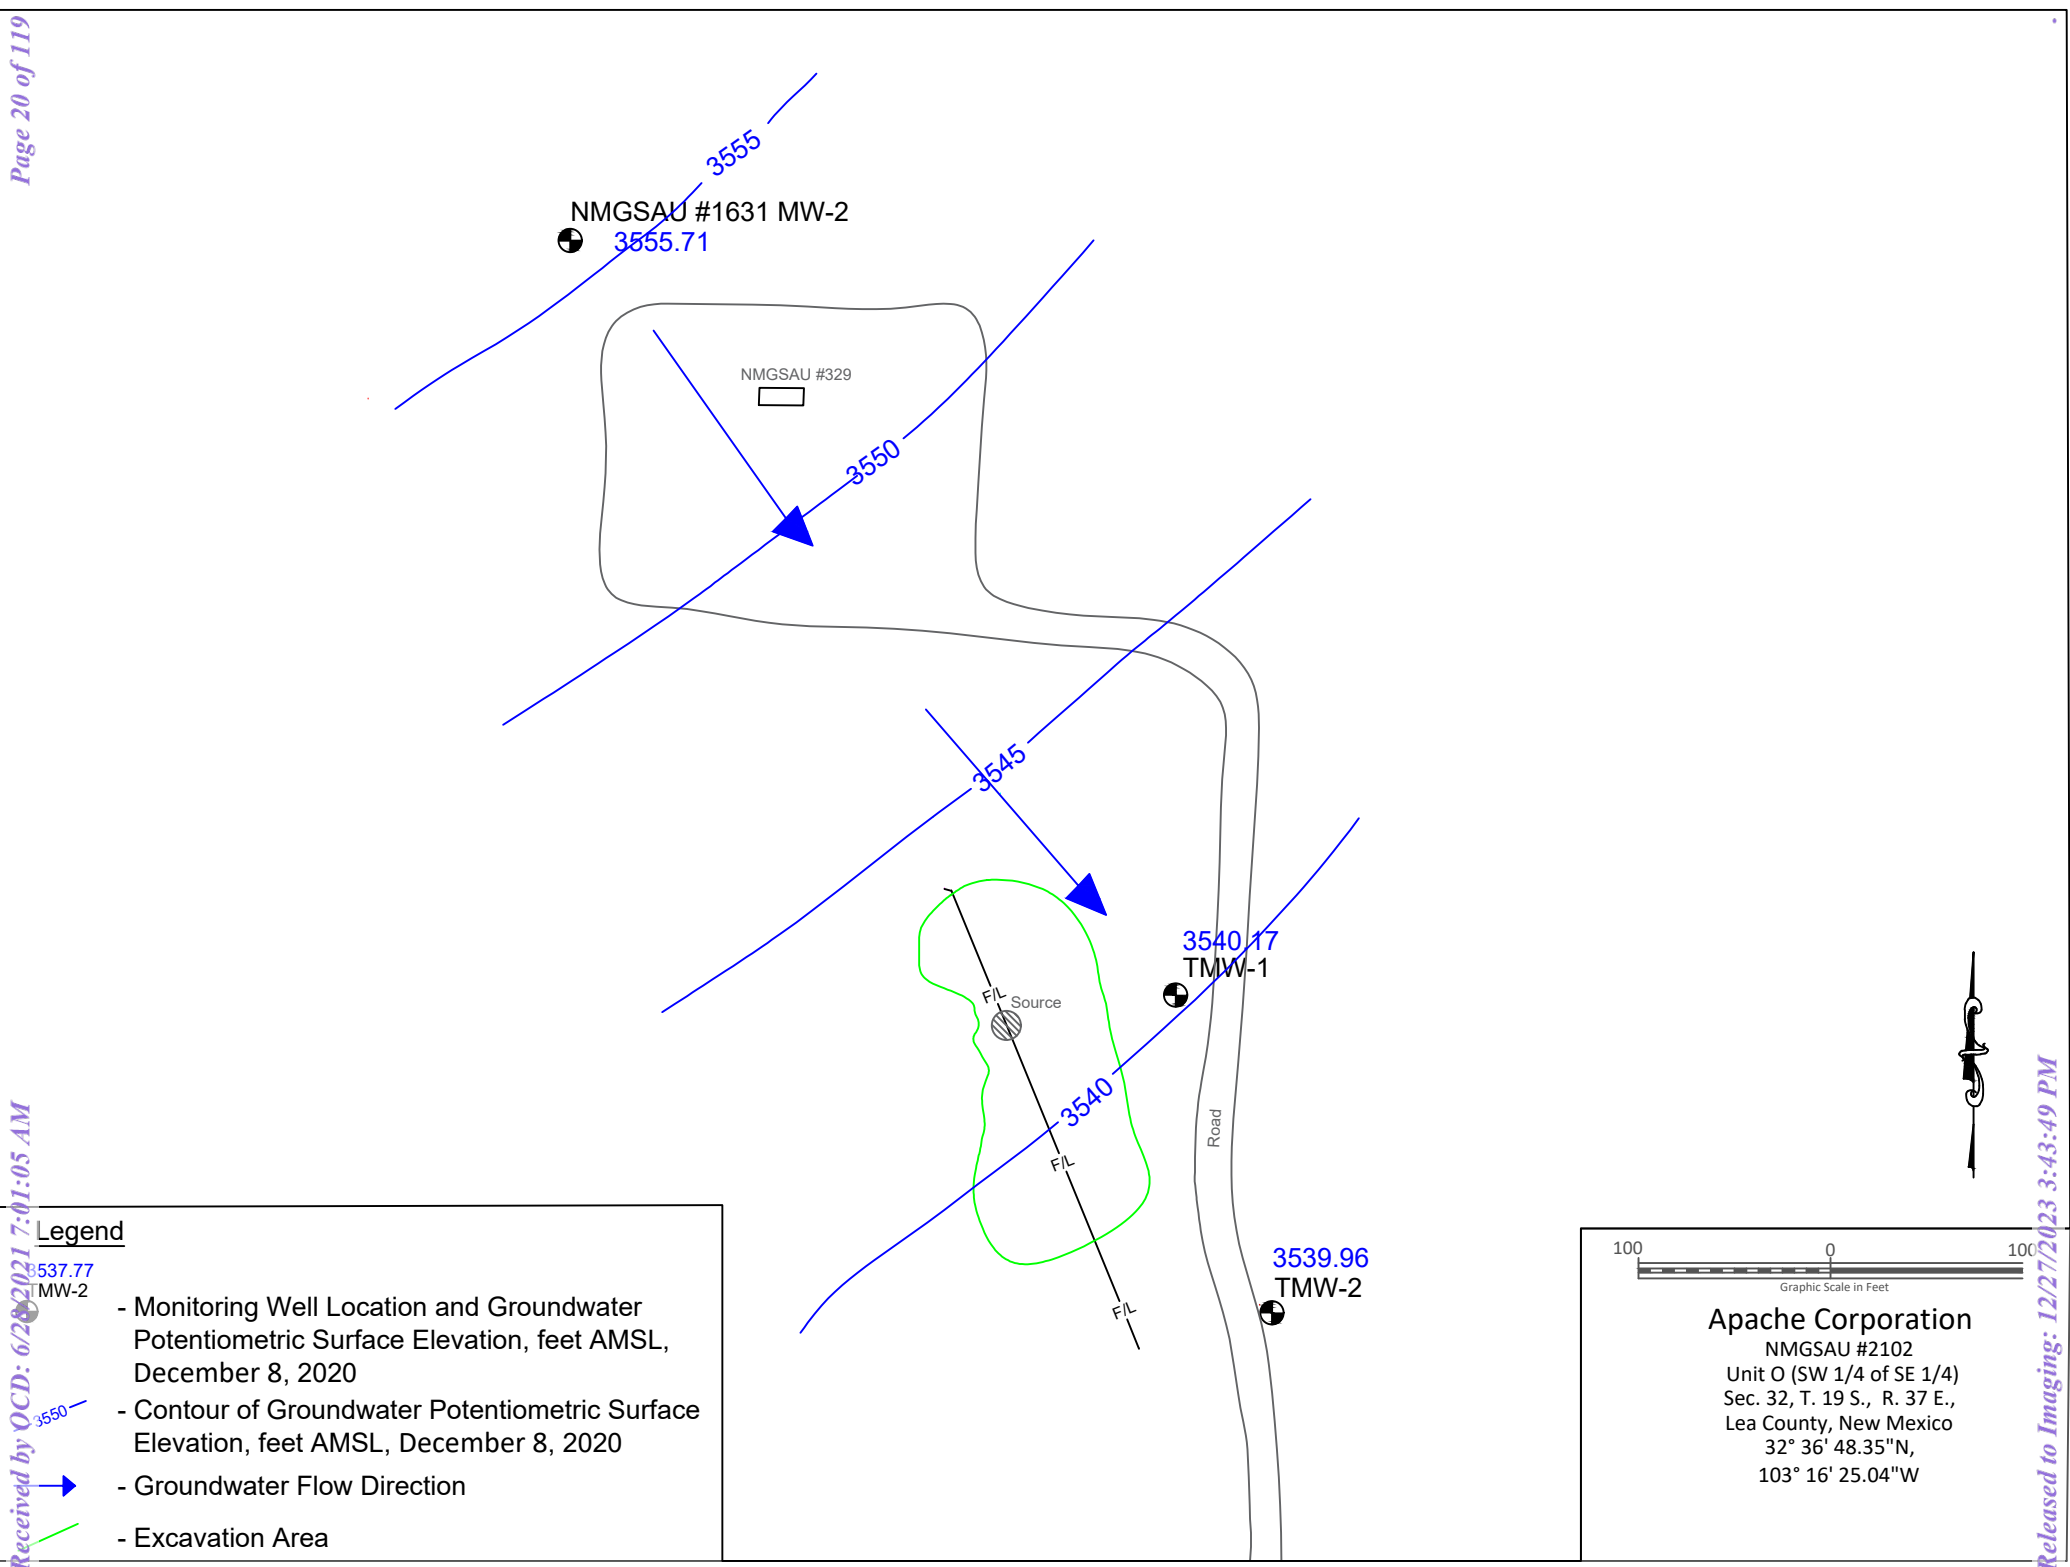 Page 20 of 119
3555
NMGSAU #1631 MW-2
3555.71
NMGSAU #329
3550
3545
3540.17
TMW-1
F/L
Source
3540
Road
F/L
3539.96
TMW-2
F/L
Legend
3537.77
TMW-2
- Monitoring Well Location and Groundwater
Potentiometric Surface Elevation, feet AMSL,
December 8, 2020
3550
- Contour of Groundwater Potentiometric Surface
Elevation, feet AMSL, December 8, 2020
- Groundwater Flow Direction
- Excavation Area
100 0 100
Graphic Scale in Feet
Apache Corporation
NMGSAU #2102
Unit O (SW 1/4 of SE 1/4)
Sec. 32, T. 19 S., R. 37 E.,
Lea County, New Mexico
32° 36' 48.35"N,
103° 16' 25.04"W
Received by OCD: 6/28/2021 7:01:05 AM
Released to Imaging: 12/27/2023 3:43:49 PM